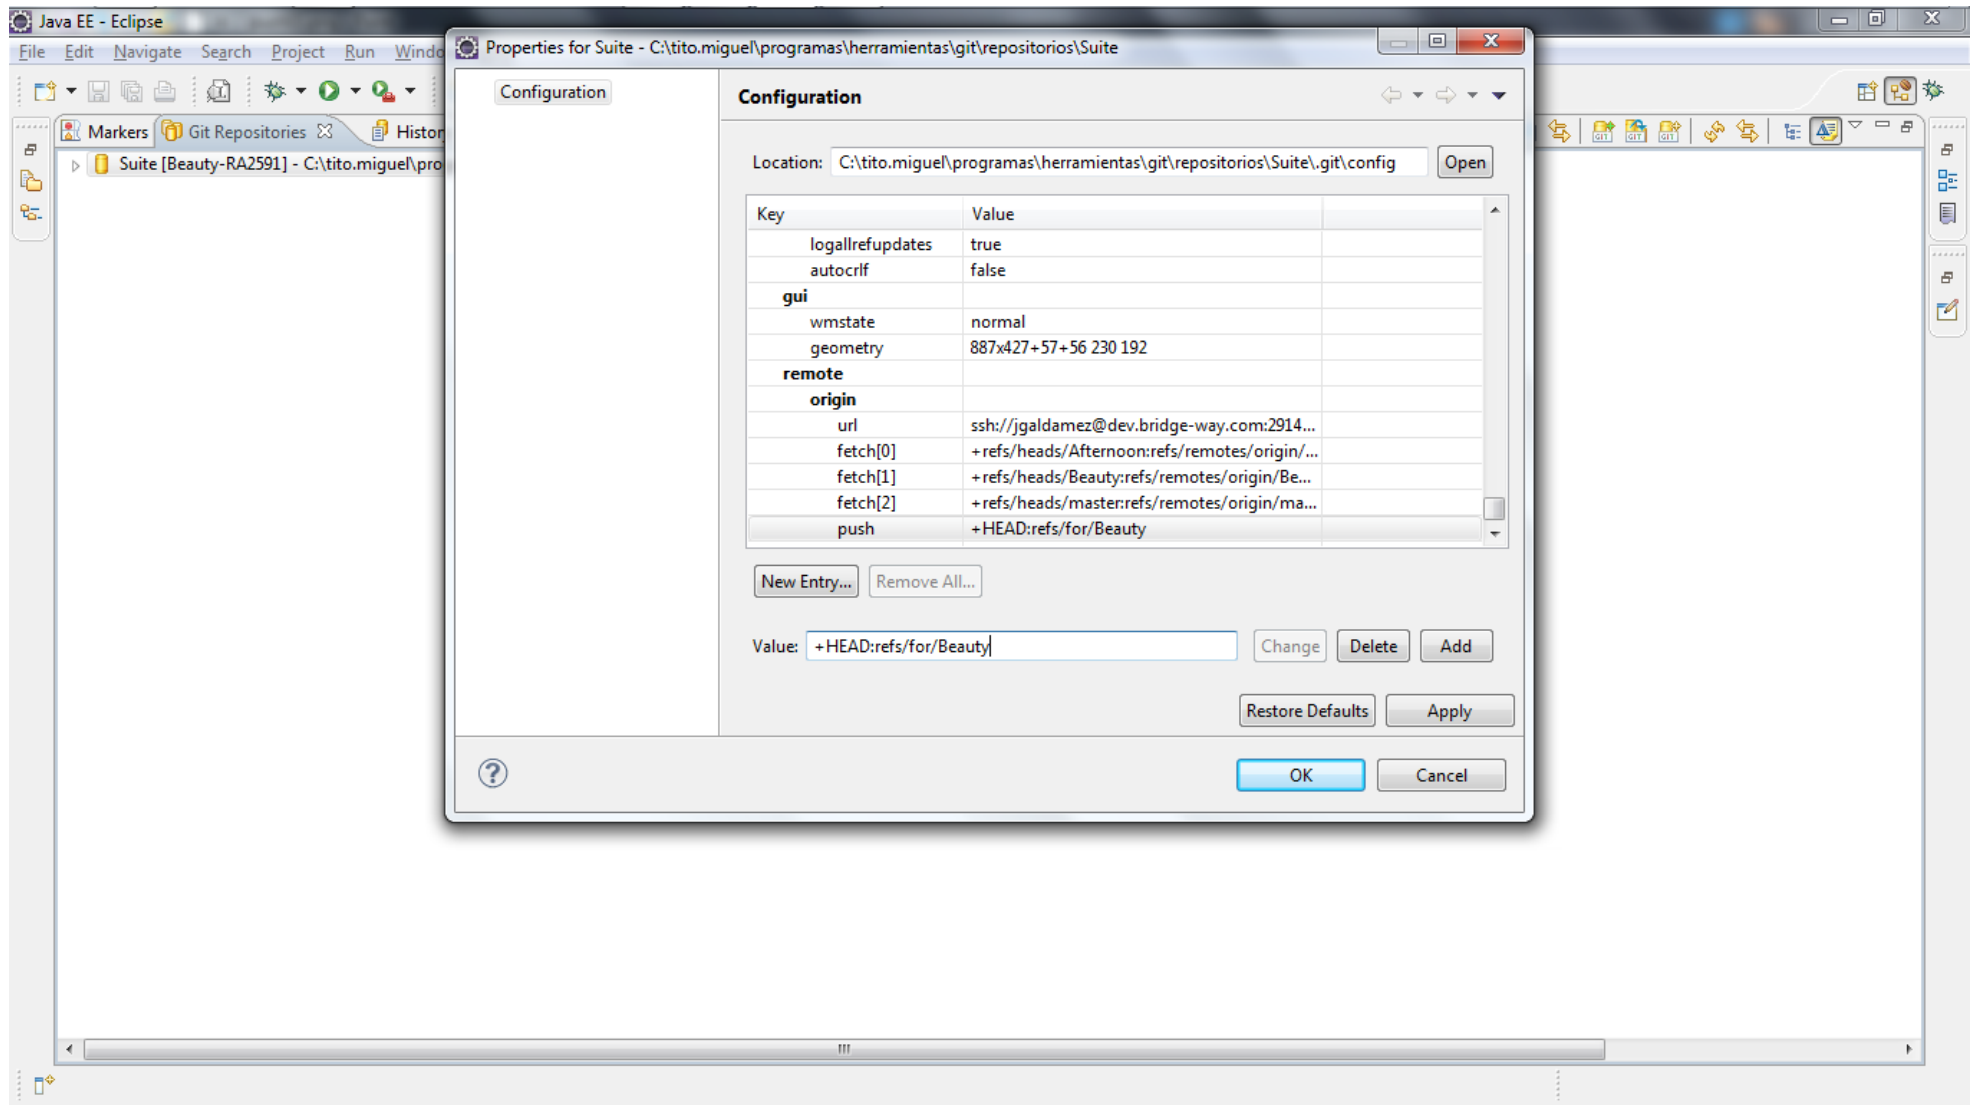 Java EE - Eclipse
File Edit Navigate Search Project Run Windo
Properties for Suite - C:\tito.miguel\programas\herramientas\git\repositorios\Suite
Markers Git Repositories Histor
Suite [Beauty-RA2591] - C:\tito.miguel\pro
Configuration
Configuration
Location: C:\tito.miguel\programas\herramientas\git\repositorios\Suite\.git\config Open
Key Value
logallrefupdates true
autocrlf false
gui
wmstate normal
geometry 887x427+57+56 230 192
remote
origin
url ssh://jgaldamez@dev.bridge-way.com:2914...
fetch[0] +refs/heads/Afternoon:refs/remotes/origin/...
fetch[1] +refs/heads/Beauty:refs/remotes/origin/Be...
fetch[2] +refs/heads/master:refs/remotes/origin/ma...
push +HEAD:refs/for/Beauty
New Entry... Remove All...
Value: +HEAD:refs/for/Beauty Change Delete Add
Restore Defaults Apply
OK Cancel